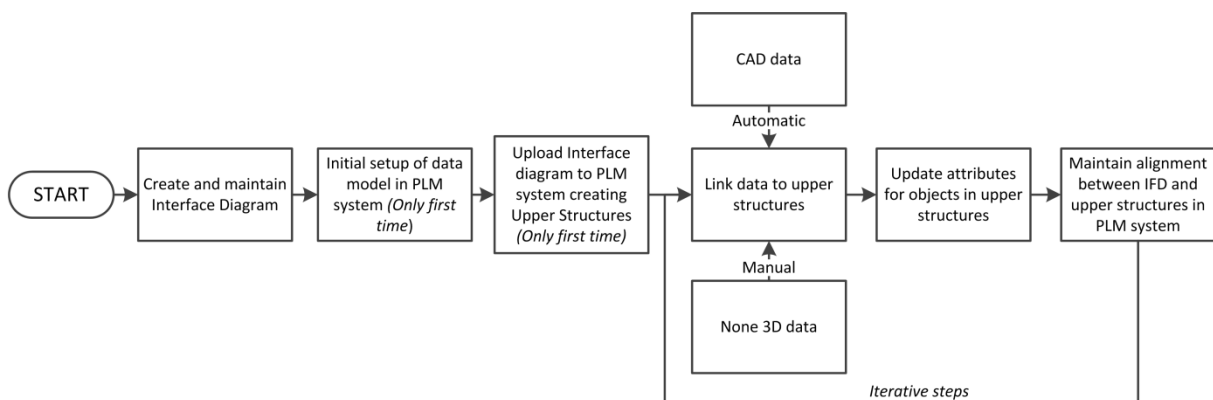 START
Create and maintain
Interface Diagram
Initial setup of data
model in PLM
system (Only first
time)
Upload Interface
diagram to PLM
system creating
Upper Structures
(Only first time)
CAD data
Automatic
Link data to upper
structures
Manual
None 3D data
Update attributes
for objects in upper
structures
Maintain alignment
between IFD and
upper structures in
PLM system
Iterative steps